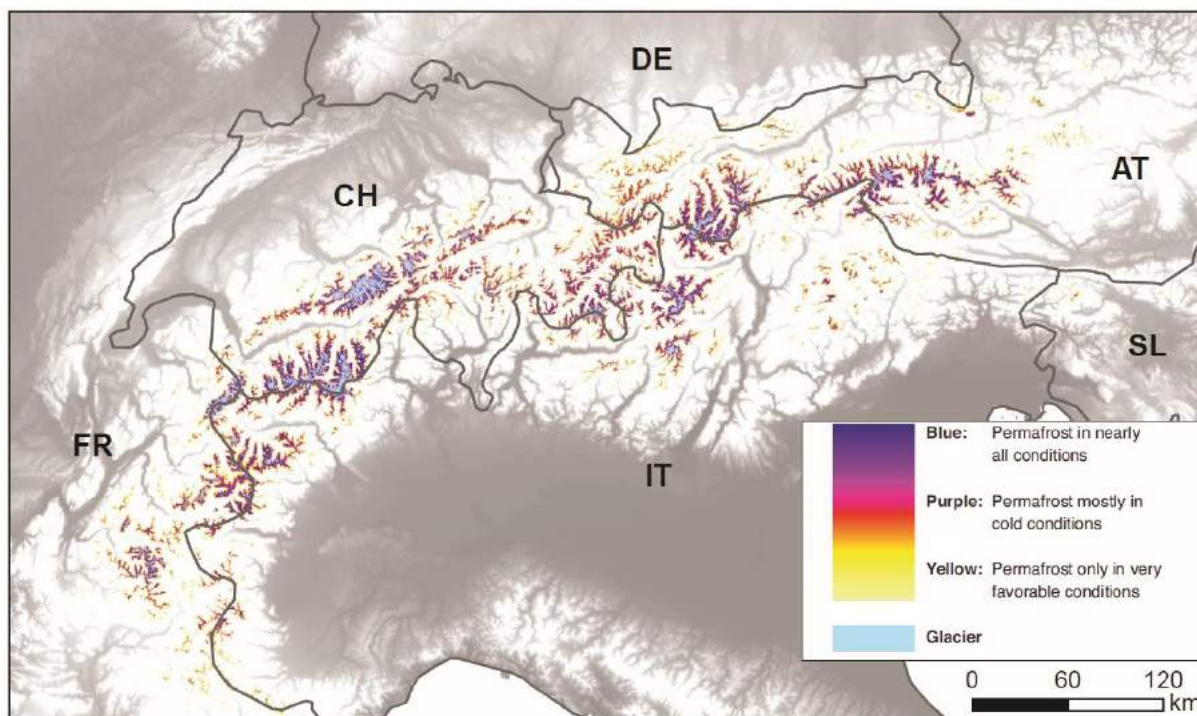 DE
CH
AT
SL
FR
IT
Blue: Permafrost in nearly
all conditions
Purple: Permafrost mostly in
cold conditions
Yellow: Permafrost only in very
favorable conditions
Glacier
0 60 120
km